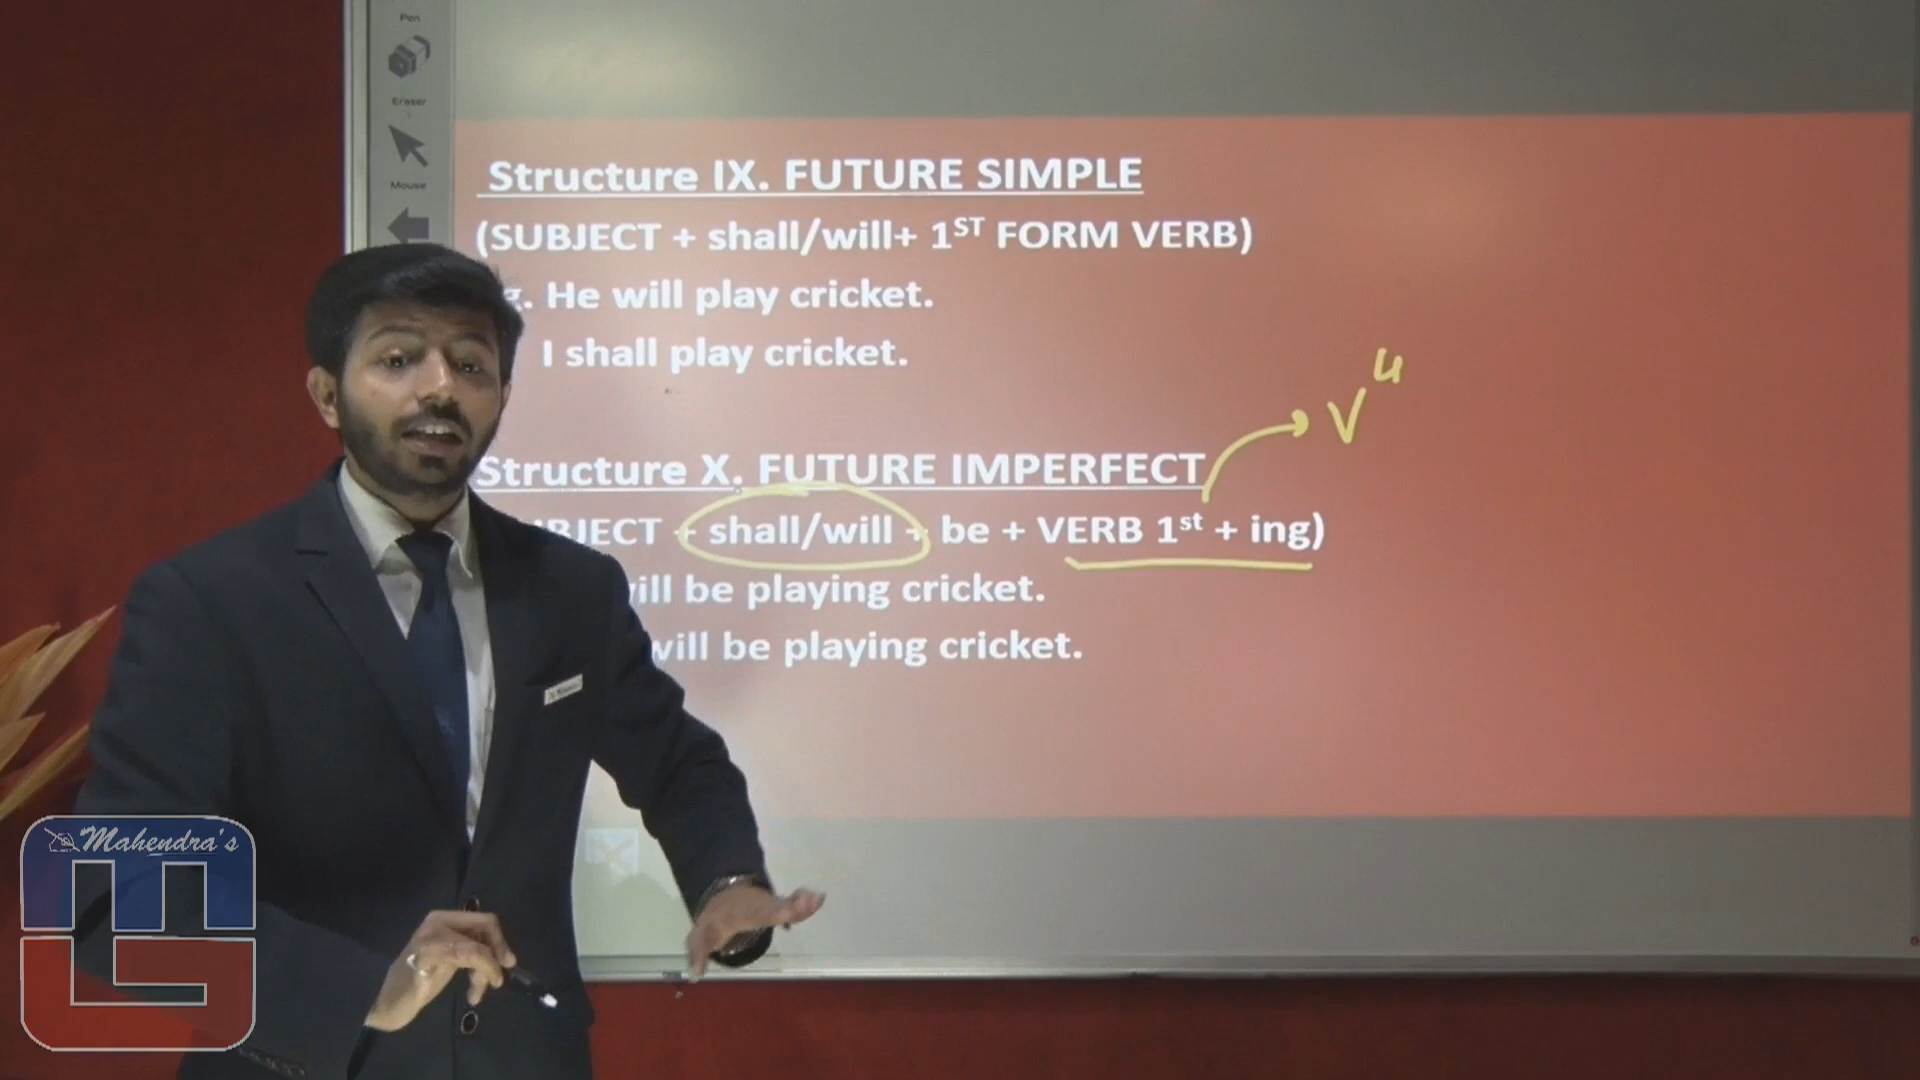 Pen
Eraser
Mouse
Structure IX. FUTURE SIMPLE
(SUBJECT + shall/will+ 1ST FORM VERB)
He will play cricket.
I shall play cricket.
V4
Structure X. FUTURE IMPERFECT
+ shall/will + be + VERB 1st + ing)
will be playing cricket.
will be playing cricket.
Mahendra's